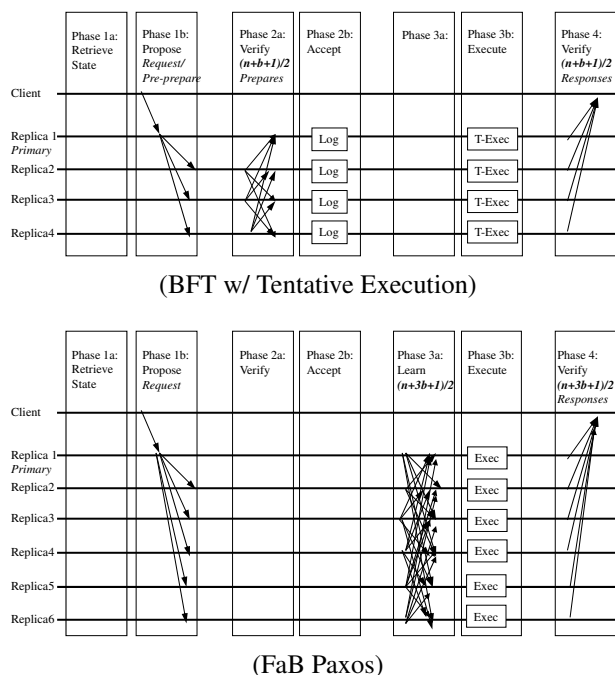 Phase 1a:
Retrieve
State
Phase 1b:
Propose
Request/
Pre-prepare
Phase 2a:
Verify
(n+b+1)/2
Prepares
Phase 2b:
Accept
Phase 3a:
Phase 3b:
Execute
Phase 4:
Verify
(n+b+1)/2
Responses
Client
Replica 1
Primary
Log
T-Exec
Replica2
Log
T-Exec
Replica3
Log
T-Exec
Replica4
Log
T-Exec
(BFT w/ Tentative Execution)
Phase 1a:
Retrieve
State
Phase 1b:
Propose
Request
Phase 2a:
Verify
Phase 2b:
Accept
Phase 3a:
Learn
(n+3b+1)/2
Phase 3b:
Execute
Phase 4:
Verify
(n+3b+1)/2
Responses
Client
Replica 1
Primary
Exec
Replica2
Exec
Replica3
Exec
Replica4
Exec
Replica5
Exec
Replica6
Exec
(FaB Paxos)